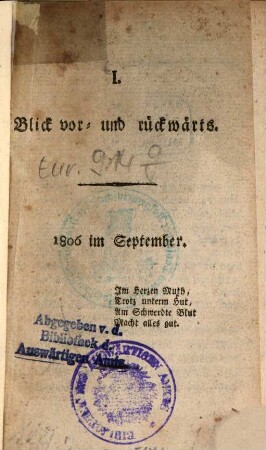 I.
Blick vor- und rückwärts.
Eur.
1806 im September.
Im Herzen Muth,
Trotz unterm Hut,
Am Schwerdte Blut
Macht alles gut.
Abgegeben v. d.
Bibliothek d.
Auswärtigen Amts